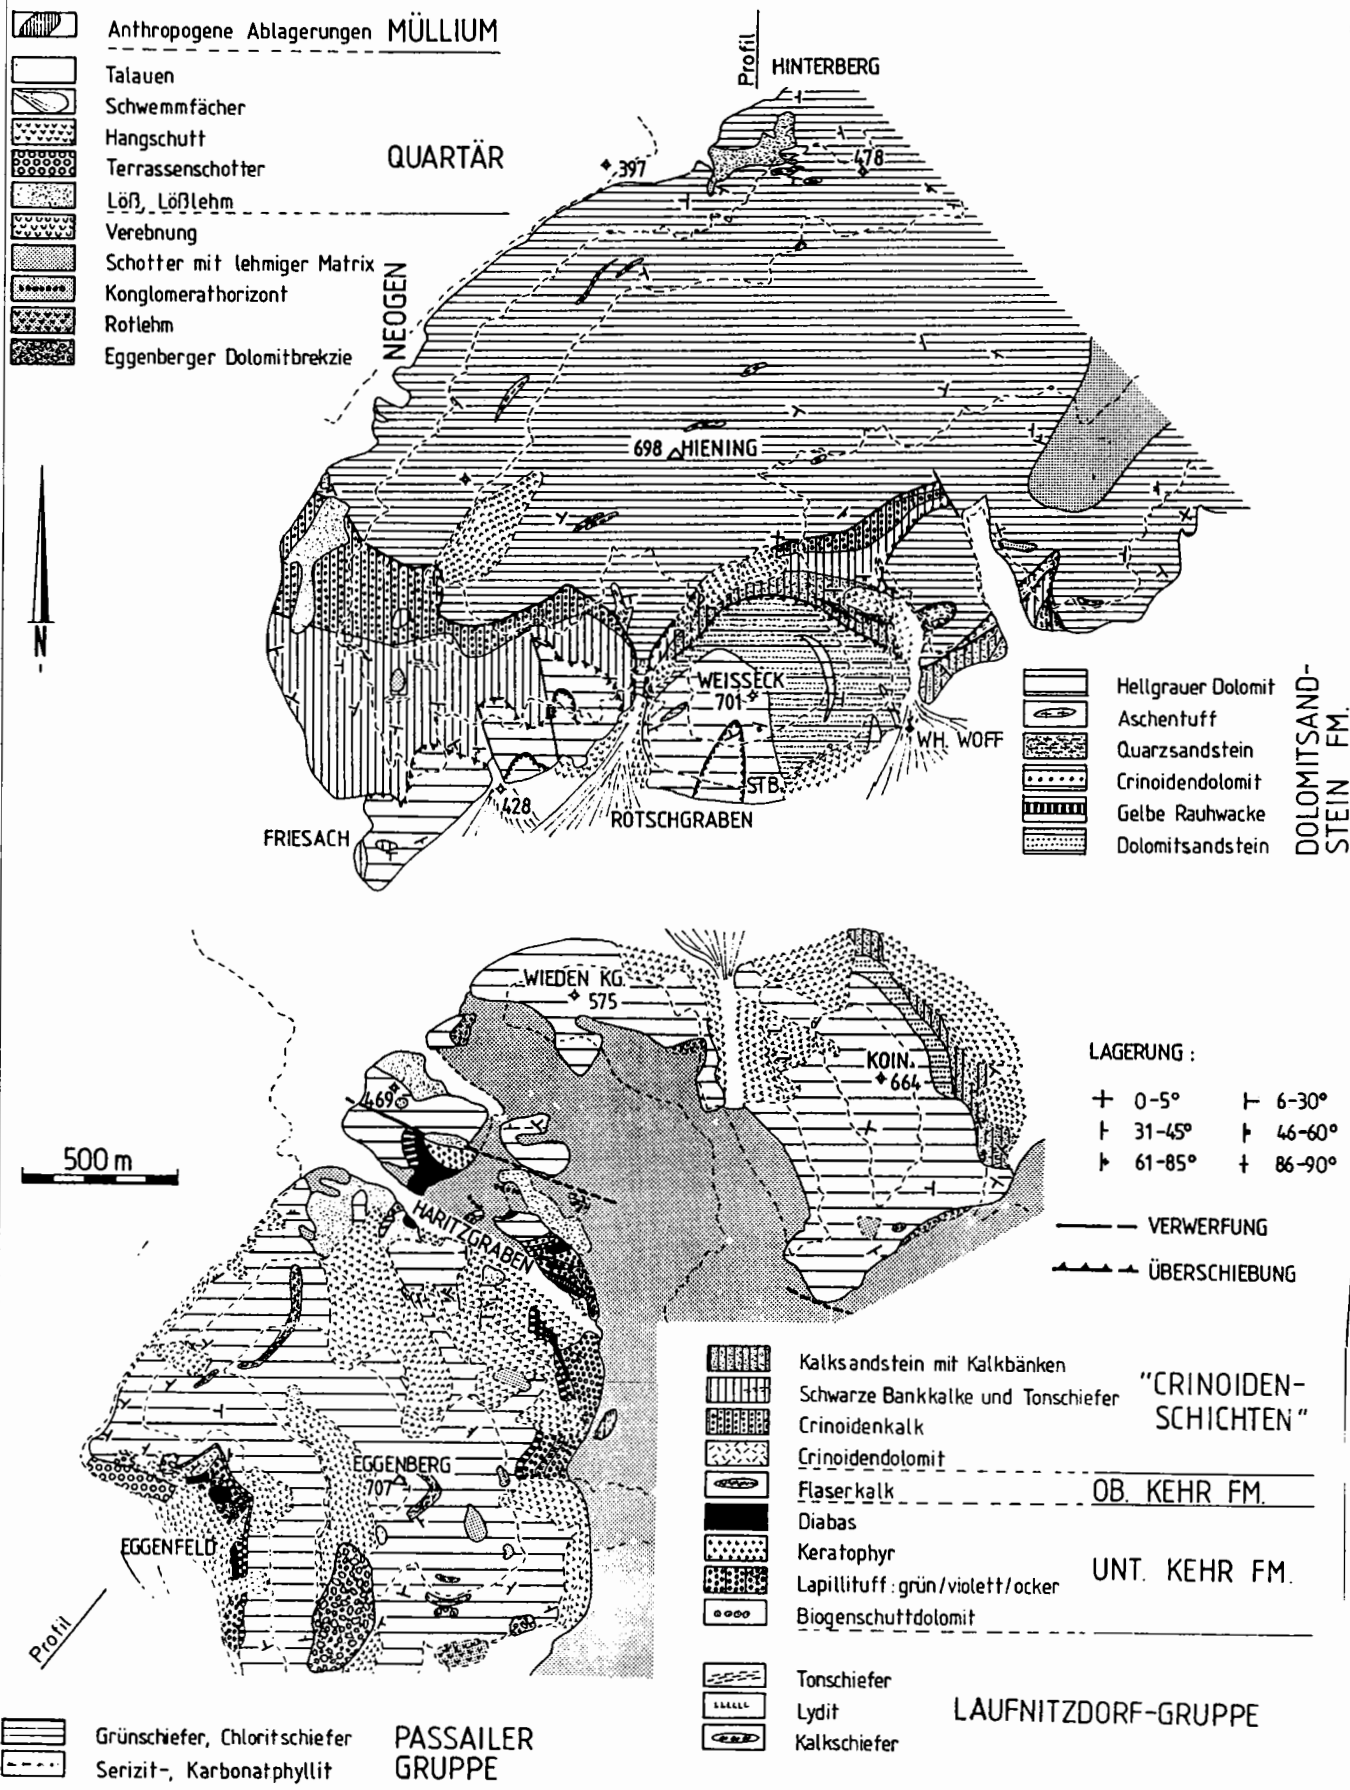 Anthropogene Ablagerungen MÜLLIUM
Talauen
Schwemmfächer
Hangschutt
Terrassenschotter
Löß, Lößlehm
QUARTÄR
Verebnung
Schotter mit lehmiger Matrix
Konglomerathorizont
Rotlehm
Eggenberger Dolomitbrekzie
NEOGEN
Profil
HINTERBERG
397
478
698 HIENING
N
WEISSECK
701
WH. WOFF
STB.
428
RÖTSCHGRABEN
FRIESACH
Hellgrauer Dolomit
Aschentuff
Quarzsandstein
Crinoidendolomit
Gelbe Rauhwacke
Dolomitsandstein
DOLOMITSAND-
STEIN FM.
WIEDEN KG.
575
KOIN.
664
469
500 m
HARITZGRABEN
EGGENBERG
707
EGGENFELD
Profil
LAGERUNG :
0-5° 6-30°
31-45° 46-60°
61-85° 86-90°
VERWERFUNG
ÜBERSCHIEBUNG
Kalksandstein mit Kalkbänken
Schwarze Bankkalke und Tonschiefer
Crinoidenkalk
Crinoidendolomit
"CRINOIDEN-
SCHICHTEN"
Flaserkalk
OB. KEHR FM.
Diabas
Keratophyr
Lapillituff : grün/violett/ocker
Biogenschuttdolomit
UNT. KEHR FM.
Tonschiefer
Lydit
Kalkschiefer
LAUFNITZDORF-GRUPPE
Grünschiefer, Chloritschiefer
Serizit-, Karbonatphyllit
PASSAILER
GRUPPE